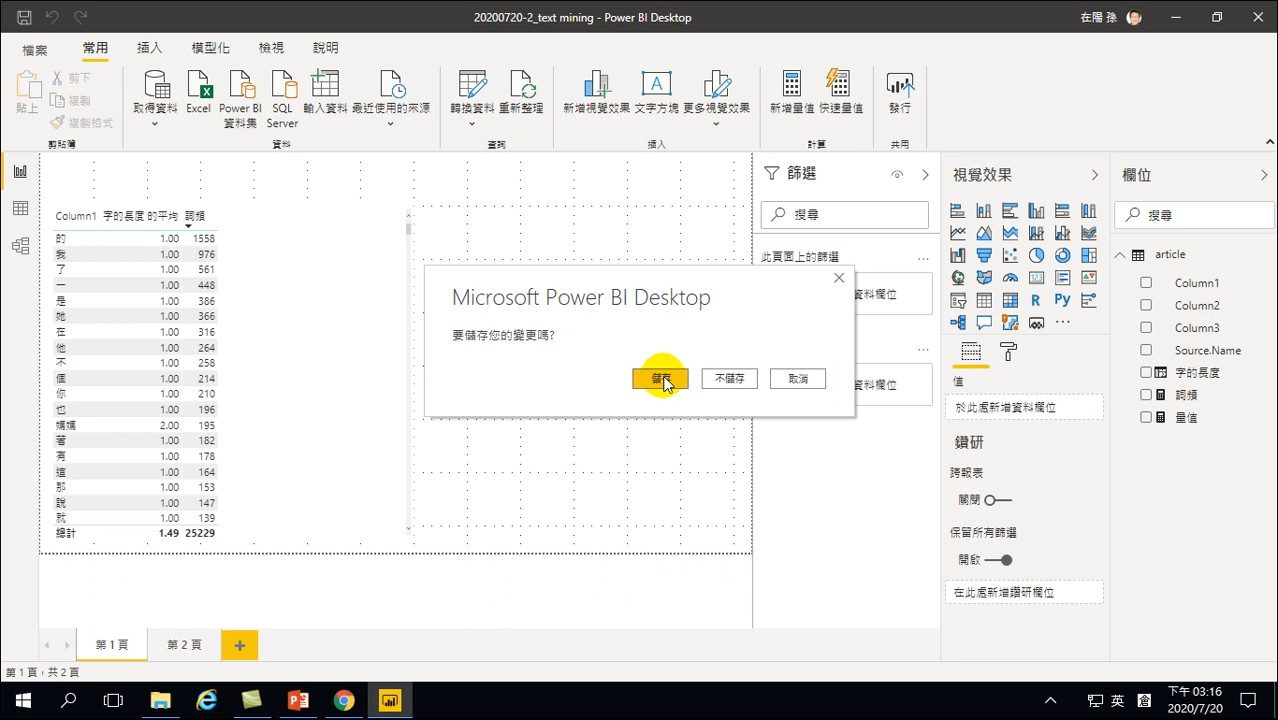 20200720-2_text mining - Power BI Desktop
在陽 孫
檔案 常用 插入 模型化 檢視 說明
貼上
剪下
複製
複製格式
剪貼簿
取得資料
Excel
Power BI 資料集
SQL Server
輸入資料
最近使用的來源
資料
轉換資料
重新整理
查詢
新增視覺效果
文字方塊
更多視覺效果
插入
新增量值
快速量值
計算
發行
共用
Column1 字的長度 的平均 詞頻
的 1.00 1558
我 1.00 976
了 1.00 561
一 1.00 448
是 1.00 386
她 1.00 366
在 1.00 316
他 1.00 264
不 1.00 258
個 1.00 214
你 1.00 210
也 1.00 196
媽媽 2.00 195
著 1.00 182
有 1.00 178
這 1.00 164
那 1.00 153
說 1.00 147
就 1.00 139
總計 1.49 25229
Microsoft Power BI Desktop
要儲存您的變更嗎?
儲存 不儲存 取消
篩選
搜尋
此頁面上的篩選
資料欄位
資料欄位
視覺效果
R Py
值
於此處新增資料欄位
鑽研
跨報表
關閉
保留所有篩選
開啟
在此處新增鑽研欄位
欄位
搜尋
article
Column1
Column2
Column3
Source.Name
字的長度
詞頻
量值
第 1 頁 第 2 頁
第 1 頁，共 2 頁
英
下午 03:16
2020/7/20